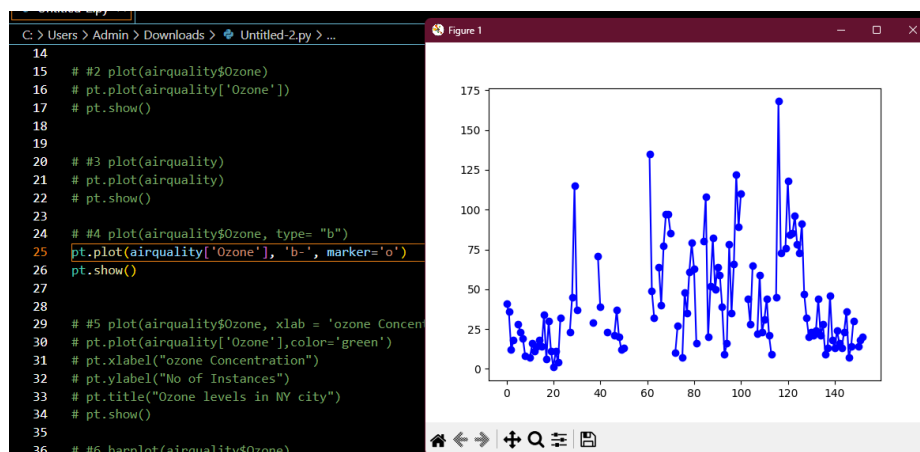 Untitled-2.py
C: > Users > Admin > Downloads > Untitled-2.py > ...
14
15 # #2 plot(airquality$Ozone)
16 # pt.plot(airquality['Ozone'])
17 # pt.show()
18
19
20 # #3 plot(airquality)
21 # pt.plot(airquality)
22 # pt.show()
23
24 # #4 plot(airquality$Ozone, type= "b")
25 pt.plot(airquality['Ozone'], 'b-', marker='o')
26 pt.show()
27
28
29 # #5 plot(airquality$Ozone, xlab = 'ozone Concent
30 # pt.plot(airquality['Ozone'],color='green')
31 # pt.xlabel("ozone Concentration")
32 # pt.ylabel("No of Instances")
33 # pt.title("Ozone levels in NY city")
34 # pt.show()
35
36 # #6 barplot(airquality$Ozone)
Figure 1
175
150
125
100
75
50
25
0
0 20 40 60 80 100 120 140